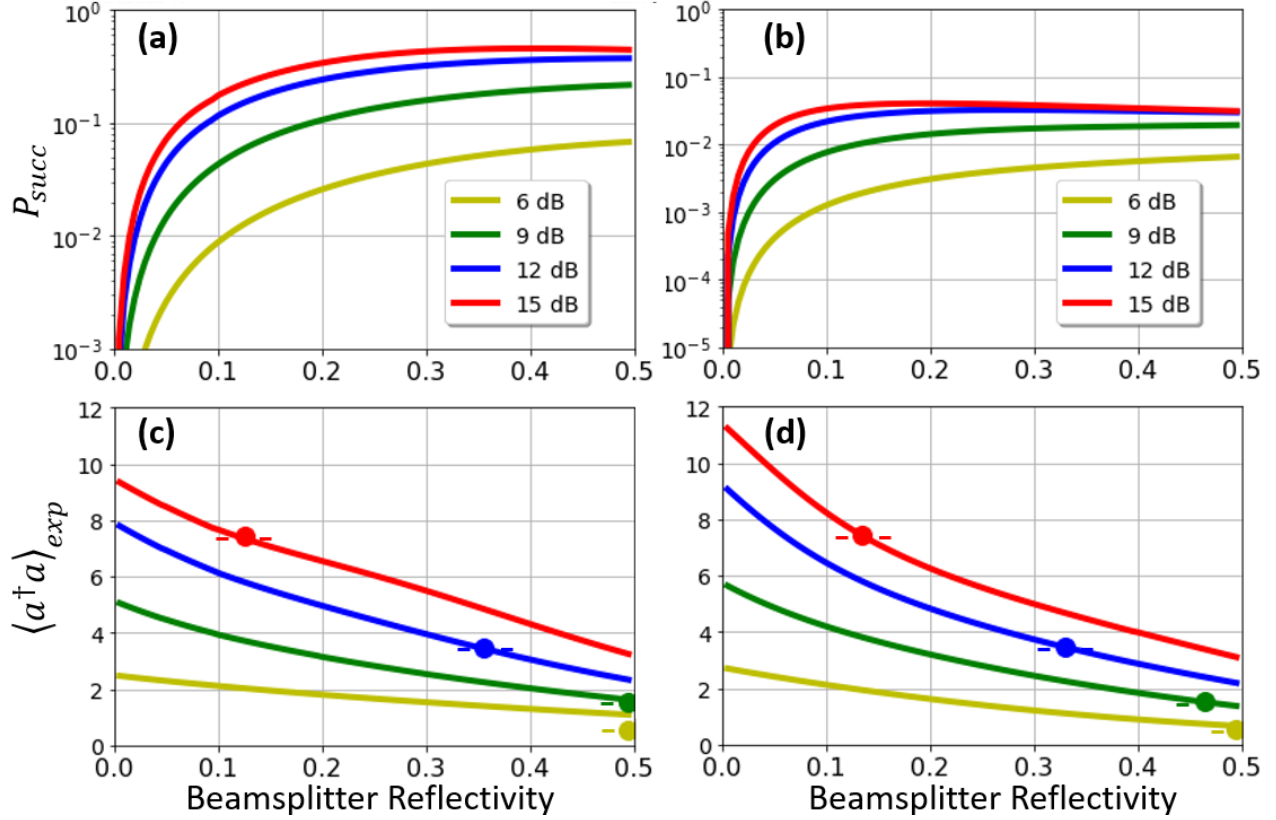 (a)
P_succ
10^0
10^-1
10^-2
10^-3
0.0 0.1 0.2 0.3 0.4 0.5
6 dB
9 dB
12 dB
15 dB
(b)
10^0
10^-1
10^-2
10^-3
10^-4
10^-5
0.0 0.1 0.2 0.3 0.4 0.5
6 dB
9 dB
12 dB
15 dB
(c)
⟨a†a⟩_exp
12
10
8
6
4
2
0
0.0 0.1 0.2 0.3 0.4 0.5
Beamsplitter Reflectivity
(d)
12
10
8
6
4
2
0
0.0 0.1 0.2 0.3 0.4 0.5
Beamsplitter Reflectivity